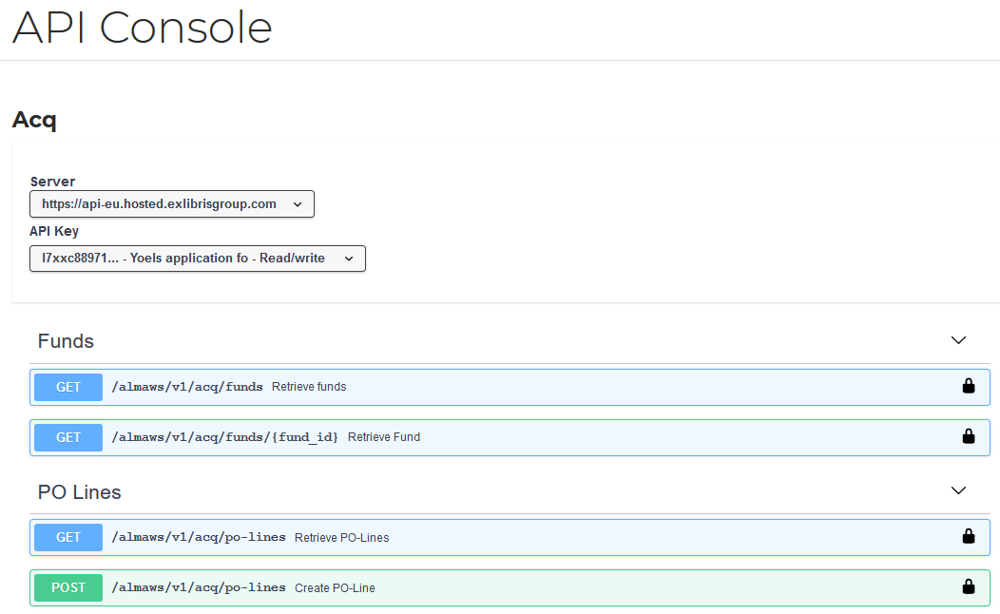 API Console
Acq
Server
https://api-eu.hosted.exlibrisgroup.com
API Key
l7xxc88971... - Yoels application fo - Read/write
Funds
GET /almaws/v1/acq/funds Retrieve funds
GET /almaws/v1/acq/funds/{fund_id} Retrieve Fund
PO Lines
GET /almaws/v1/acq/po-lines Retrieve PO-Lines
POST /almaws/v1/acq/po-lines Create PO-Line